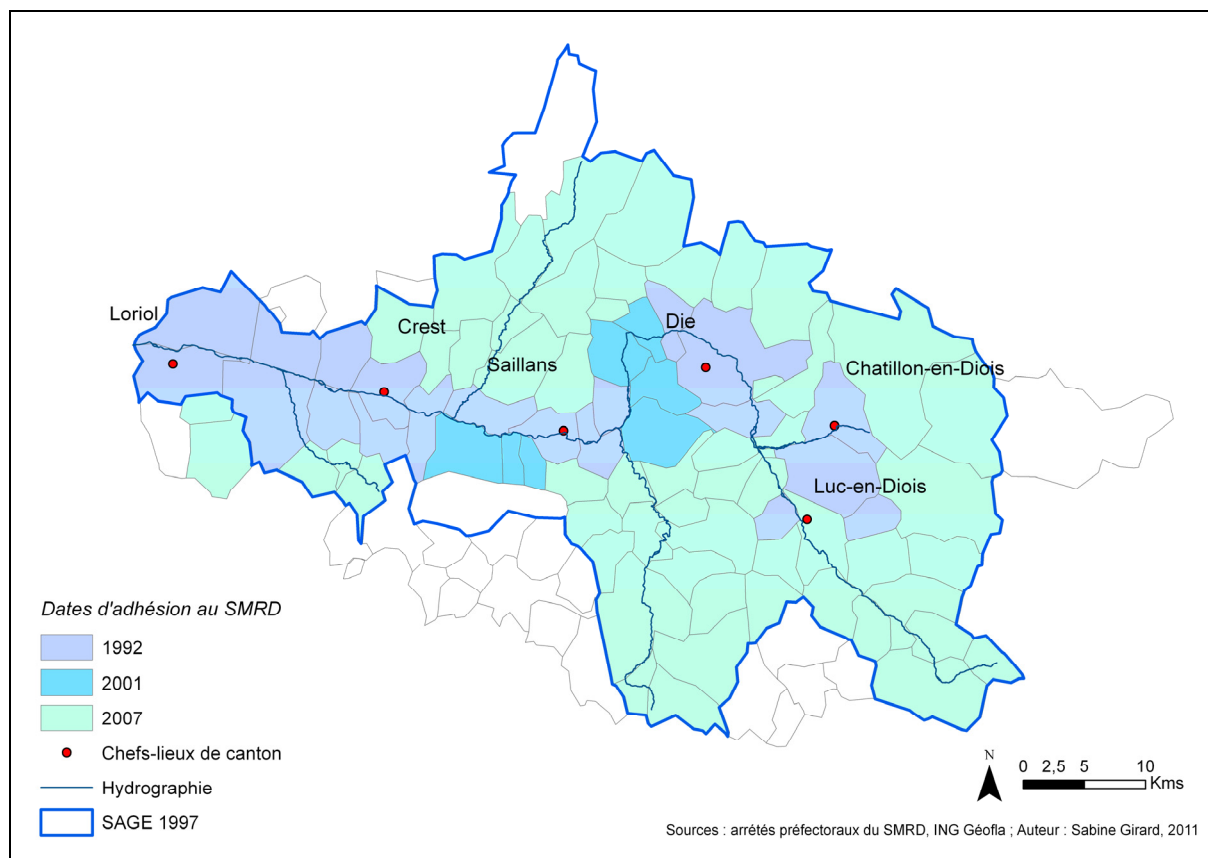 Loriol
Crest
Die
Saillans
Chatillon-en-Diois
Luc-en-Diois
Dates d'adhésion au SMRD
1992
2001
2007
Chefs-lieux de canton
Hydrographie
SAGE 1997
N
0 2,5 5 10
Kms
Sources : arrétés préfectoraux du SMRD, ING Géofla ; Auteur : Sabine Girard, 2011